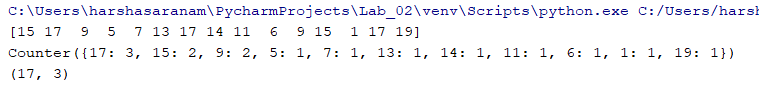 C:\Users\harshasaranam\PycharmProjects\Lab_02\venv\Scripts\python.exe C:/Users/harsh
[15 17  9  5  7 13 17 14 11  6  9 15  1 17 19]
Counter({17: 3, 15: 2, 9: 2, 5: 1, 7: 1, 13: 1, 14: 1, 11: 1, 6: 1, 1: 1, 19: 1})
(17, 3)